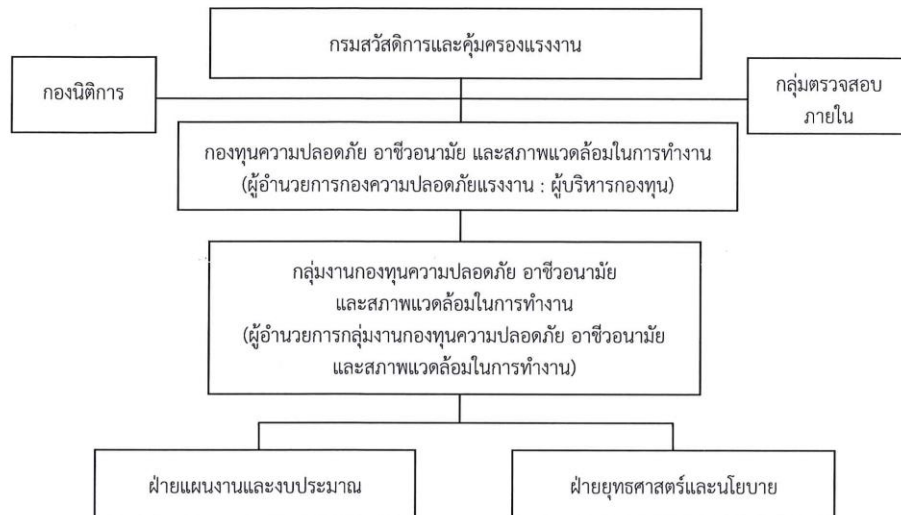 กรมสวัสดิการและคุ้มครองแรงงาน
กองนิติการ
กลุ่มตรวจสอบ
ภายใน
กองทุนความปลอดภัย อาชีวอนามัย และสภาพแวดล้อมในการทำงาน
(ผู้อำนวยการกองความปลอดภัยแรงงาน : ผู้บริหารกองทุน)
กลุ่มงานกองทุนความปลอดภัย อาชีวอนามัย
และสภาพแวดล้อมในการทำงาน
(ผู้อำนวยการกลุ่มงานกองทุนความปลอดภัย อาชีวอนามัย
และสภาพแวดล้อมในการทำงาน)
ฝ่ายแผนงานและงบประมาณ
ฝ่ายยุทธศาสตร์และนโยบาย